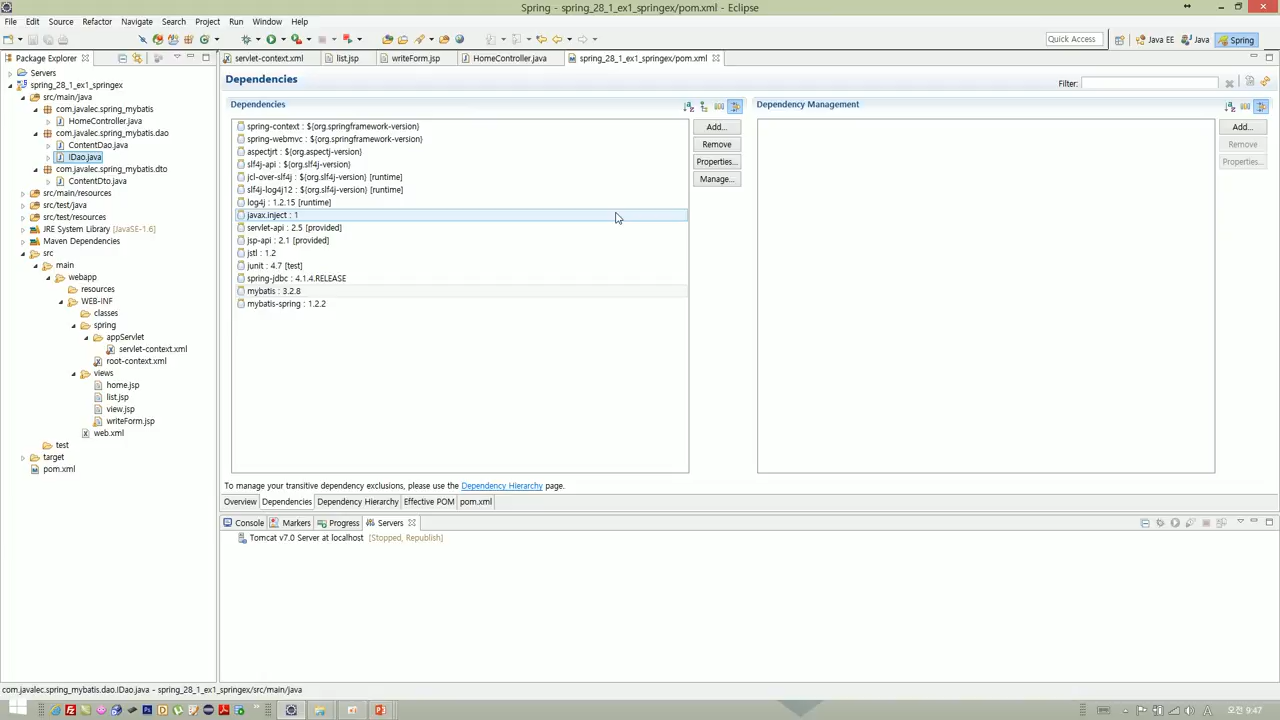 Spring - spring_28_1_ex1_springex/pom.xml - Eclipse
File Edit Source Refactor Navigate Search Project Run Window Help
Quick Access Java EE Java Spring
Package Explorer
servlet-context.xml list.jsp writeForm.jsp HomeController.java spring_28_1_ex1_springex/pom.xml
Servers
spring_28_1_ex1_springex
src/main/java
com.javalec.spring_mybatis
HomeController.java
com.javalec.spring_mybatis.dao
ContentDao.java
IDao.java
com.javalec.spring_mybatis.dto
ContentDto.java
src/main/resources
src/test/java
src/test/resources
JRE System Library [JavaSE-1.6]
Maven Dependencies
src
main
webapp
resources
WEB-INF
classes
spring
appServlet
servlet-context.xml
root-context.xml
views
home.jsp
list.jsp
view.jsp
writeForm.jsp
web.xml
test
target
pom.xml
Dependencies
Filter:
Dependencies
spring-context : ${org.springframework-version}
spring-webmvc : ${org.springframework-version}
aspectjrt : ${org.aspectj-version}
slf4j-api : ${org.slf4j-version}
jcl-over-slf4j : ${org.slf4j-version} [runtime]
slf4j-log4j12 : ${org.slf4j-version} [runtime]
log4j : 1.2.15 [runtime]
javax.inject : 1
servlet-api : 2.5 [provided]
jsp-api : 2.1 [provided]
jstl : 1.2
junit : 4.7 [test]
spring-jdbc : 4.1.4.RELEASE
mybatis : 3.2.8
mybatis-spring : 1.2.2
Add...
Remove
Properties...
Manage...
Dependency Management
Add...
Remove
Properties...
To manage your transitive dependency exclusions, please use the Dependency Hierarchy page.
Overview Dependencies Dependency Hierarchy Effective POM pom.xml
Console Markers Progress Servers
Tomcat v7.0 Server at localhost [Stopped, Republish]
com.javalec.spring_mybatis.dao.IDao.java - spring_28_1_ex1_springex/src/main/java
오전 9:47